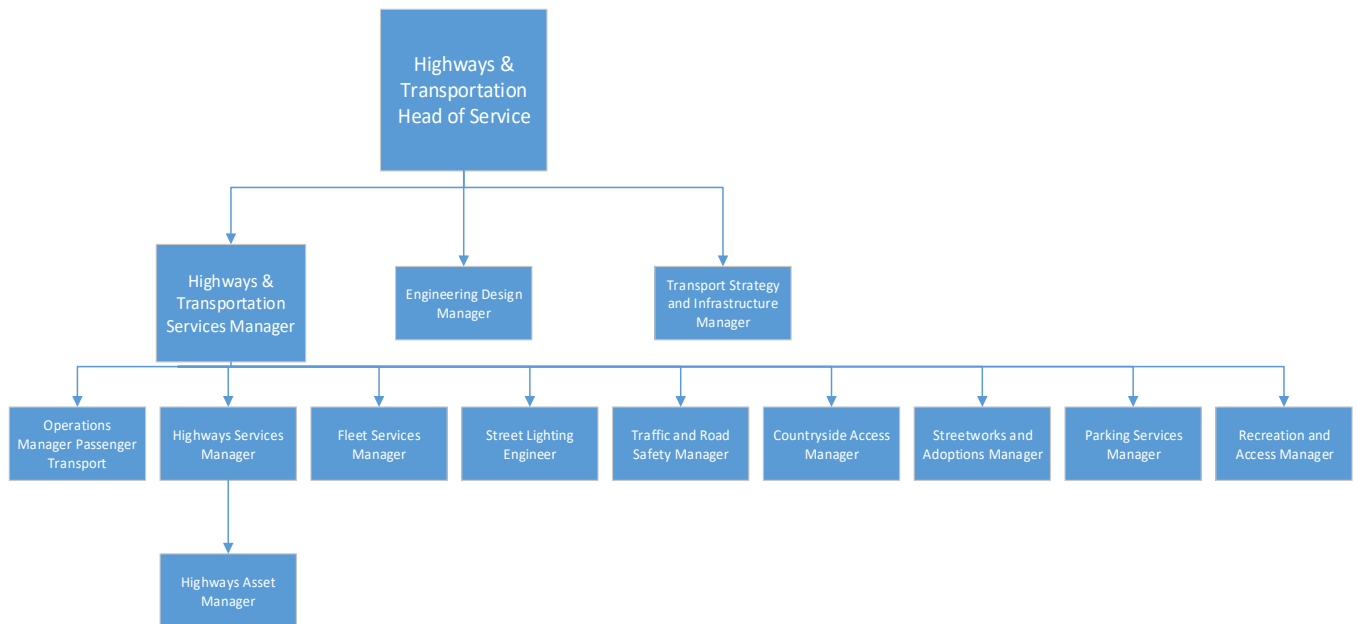 Highways &
Transportation
Head of Service
Highways &
Transportation
Services Manager
Engineering Design
Manager
Transport Strategy
and Infrastructure
Manager
Operations
Manager Passenger
Transport
Highways Services
Manager
Fleet Services
Manager
Street Lighting
Engineer
Traffic and Road
Safety Manager
Countryside Access
Manager
Streetworks and
Adoptions Manager
Parking Services
Manager
Recreation and
Access Manager
Highways Asset
Manager